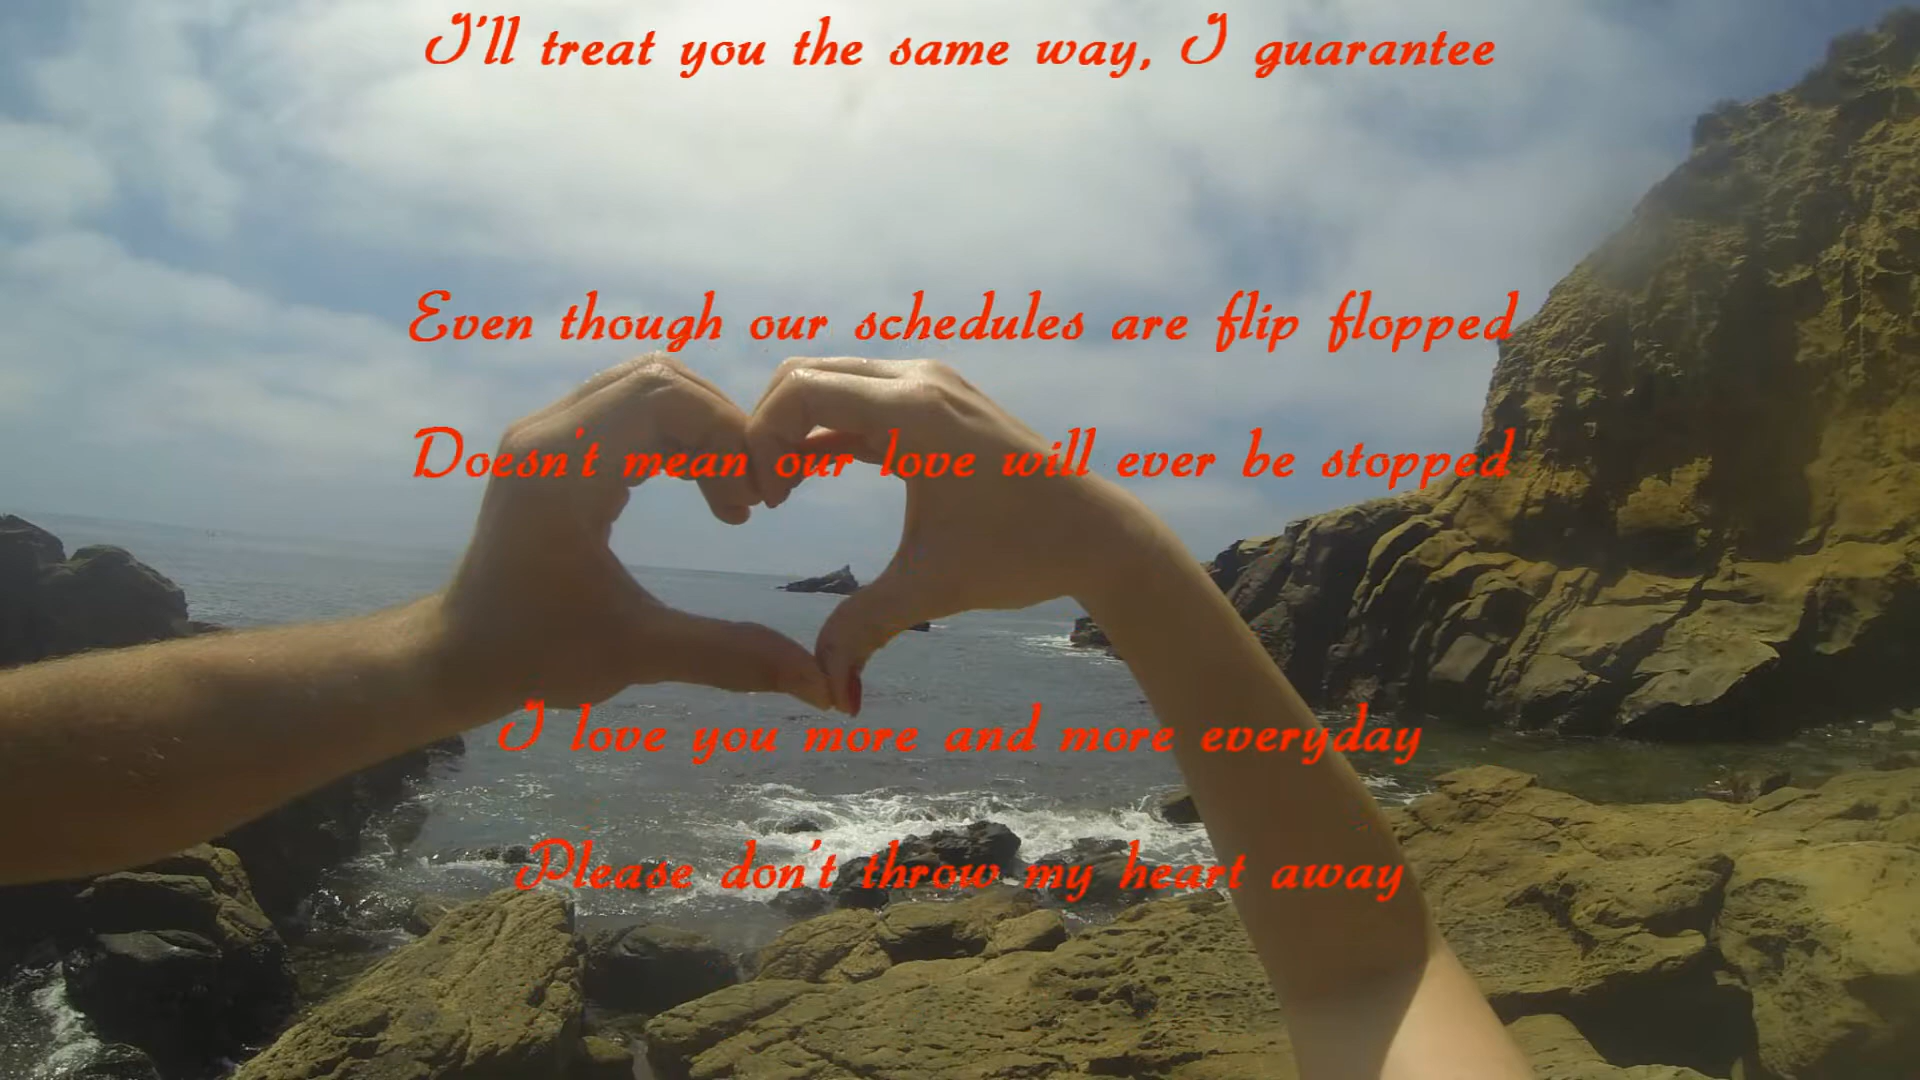 I'll treat you the same way, I guarantee
Even though our schedules are flip flopped
Doesn't mean our love will ever be stopped
I love you more and more everyday
Please don't throw my heart away